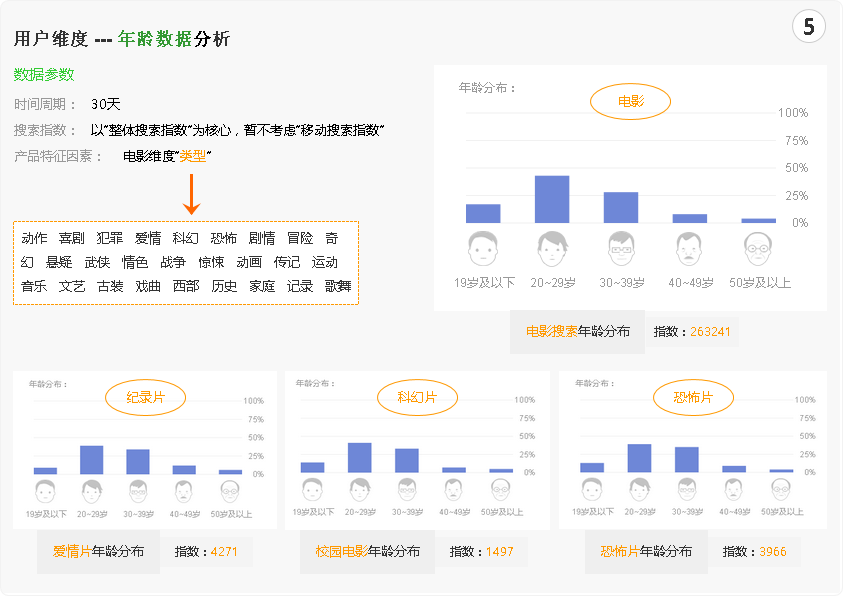 5
用户维度 --- 年龄数据分析
数据参数
时间周期： 30天
搜索指数： 以"整体搜索指数"为核心，暂不考虑"移动搜索指数"
产品特征因素： 电影维度"类型"
动作 喜剧 犯罪 爱情 科幻 恐怖 剧情 冒险 奇
幻 悬疑 武侠 情色 战争 惊悚 动画 传记 运动
音乐 文艺 古装 戏曲 西部 历史 家庭 记录 歌舞
年龄分布：
电影
100%
75%
50%
25%
0%
19岁及以下 20~29岁 30~39岁 40~49岁 50岁及以上
电影搜索年龄分布 指数：263241
年龄分布：
纪录片
100%
75%
50%
25%
0%
19岁及以下 20~29岁 30~39岁 40~49岁 50岁及以上
爱情片年龄分布 指数：4271
年龄分布：
科幻片
100%
75%
50%
25%
0%
19岁及以下 20~29岁 30~39岁 40~49岁 50岁及以上
校园电影年龄分布 指数：1497
年龄分布：
恐怖片
100%
75%
50%
25%
0%
19岁及以下 20~29岁 30~39岁 40~49岁 50岁及以上
恐怖片年龄分布 指数：3966